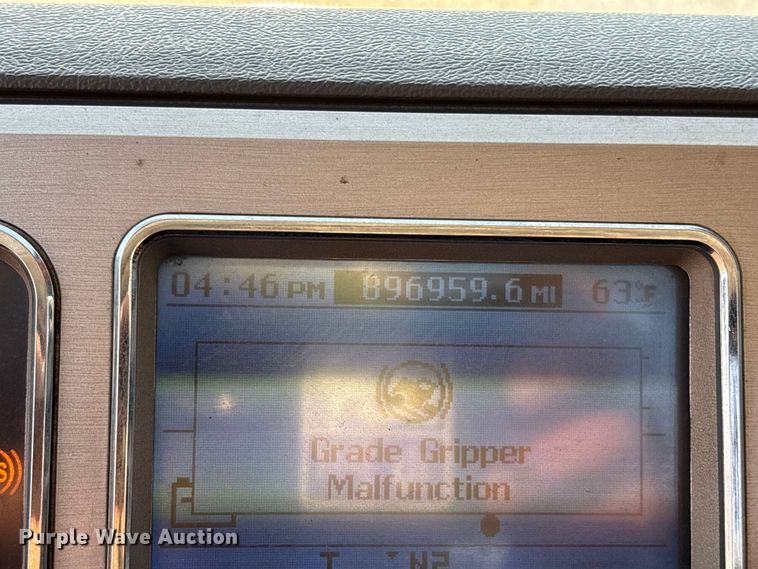 04:46 PM 896959.6 MI 63°F
Grade Gripper
Malfunction
Purple Wave Auction